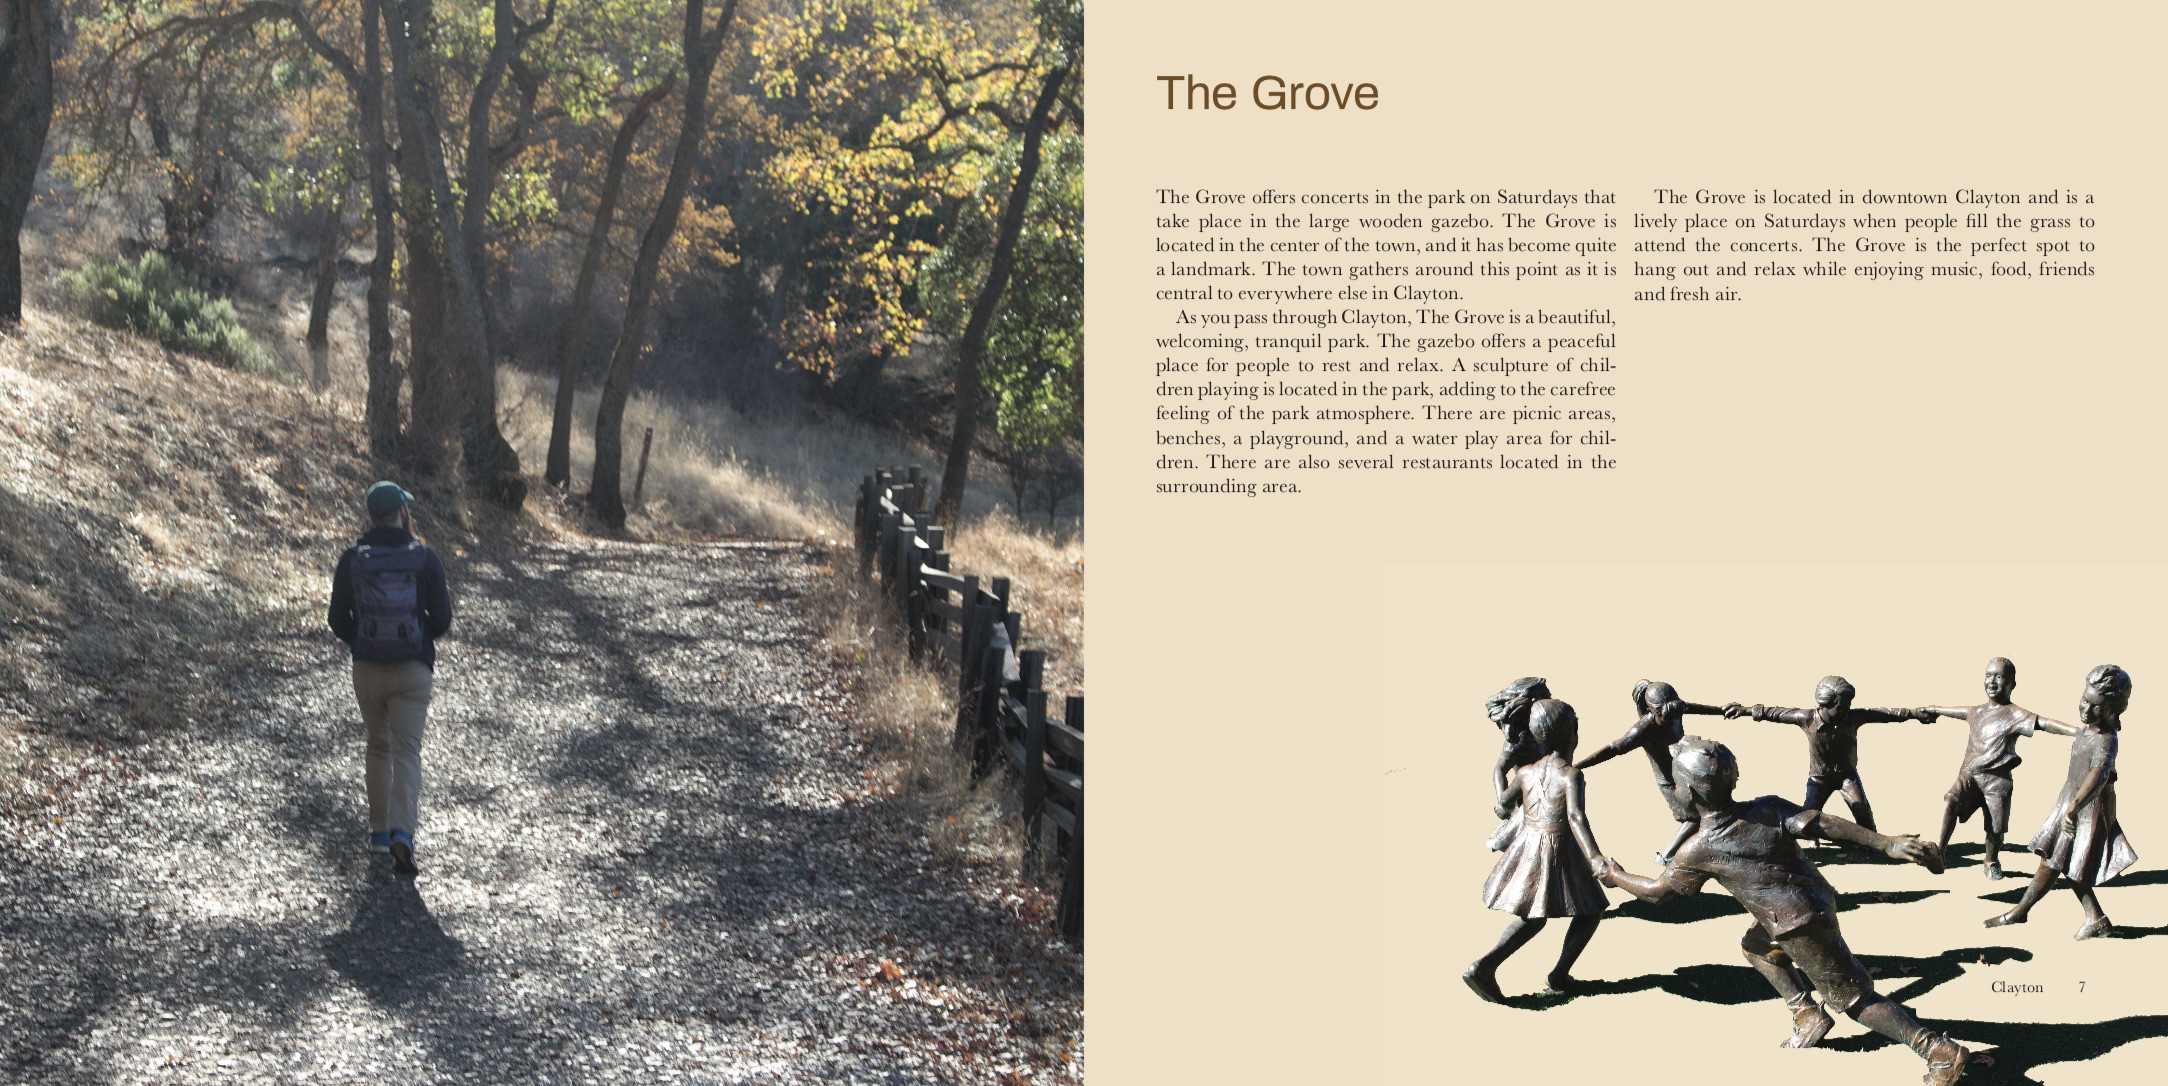 The Grove
The Grove offers concerts in the park on Saturdays that
take place in the large wooden gazebo. The Grove is
located in the center of the town, and it has become quite
a landmark. The town gathers around this point as it is
central to everywhere else in Clayton.
As you pass through Clayton, The Grove is a beautiful,
welcoming, tranquil park. The gazebo offers a peaceful
place for people to rest and relax. A sculpture of chil-
dren playing is located in the park, adding to the carefree
feeling of the park atmosphere. There are picnic areas,
benches, a playground, and a water play area for chil-
dren. There are also several restaurants located in the
surrounding area.
The Grove is located in downtown Clayton and is a
lively place on Saturdays when people fill the grass to
attend the concerts. The Grove is the perfect spot to
hang out and relax while enjoying music, food, friends
and fresh air.
Clayton 7